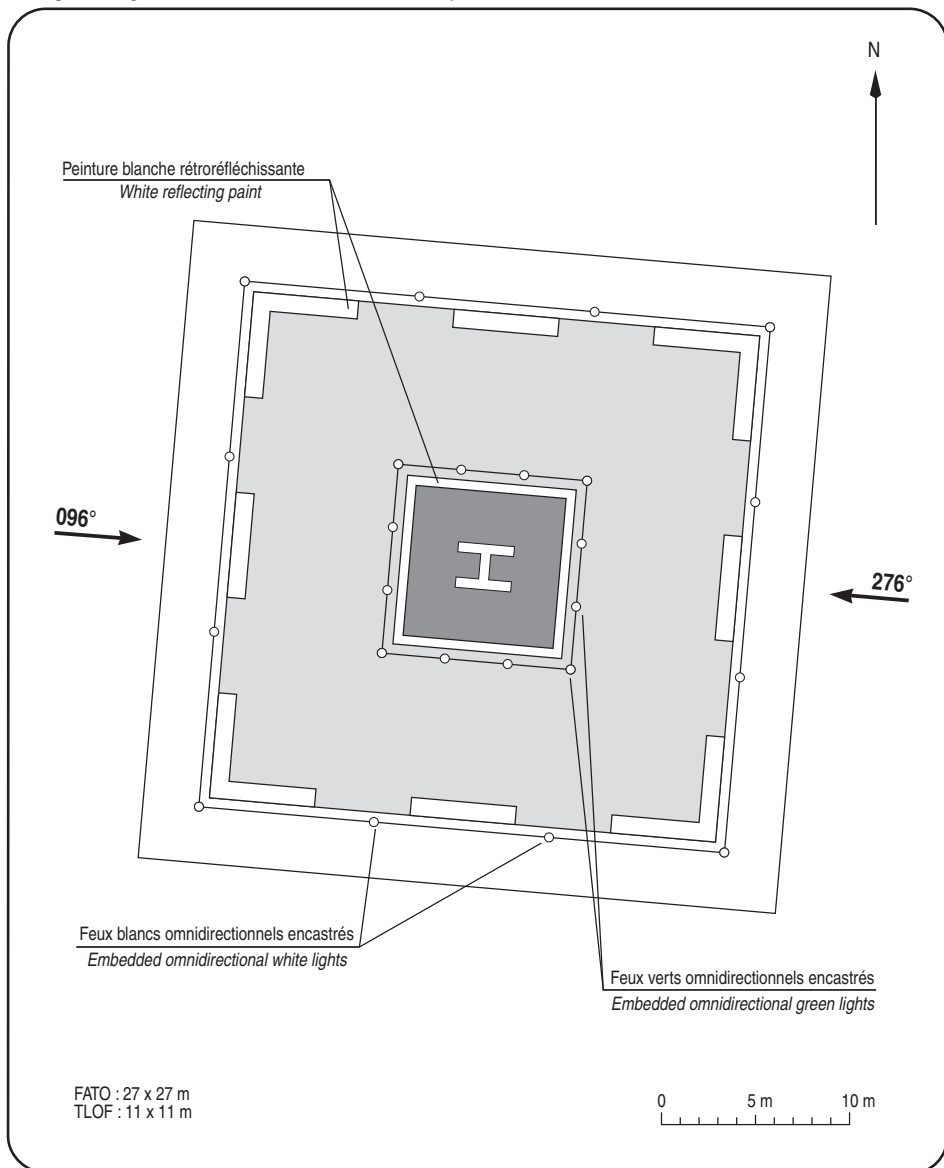 N
Peinture blanche rétroréfléchissante
White reflecting paint
096°
H
276°
Feux blancs omnidirectionnels encastrés
Embedded omnidirectional white lights
Feux verts omnidirectionnels encastrés
Embedded omnidirectional green lights
FATO : 27 x 27 m
TLOF : 11 x 11 m
0 5 m 10 m